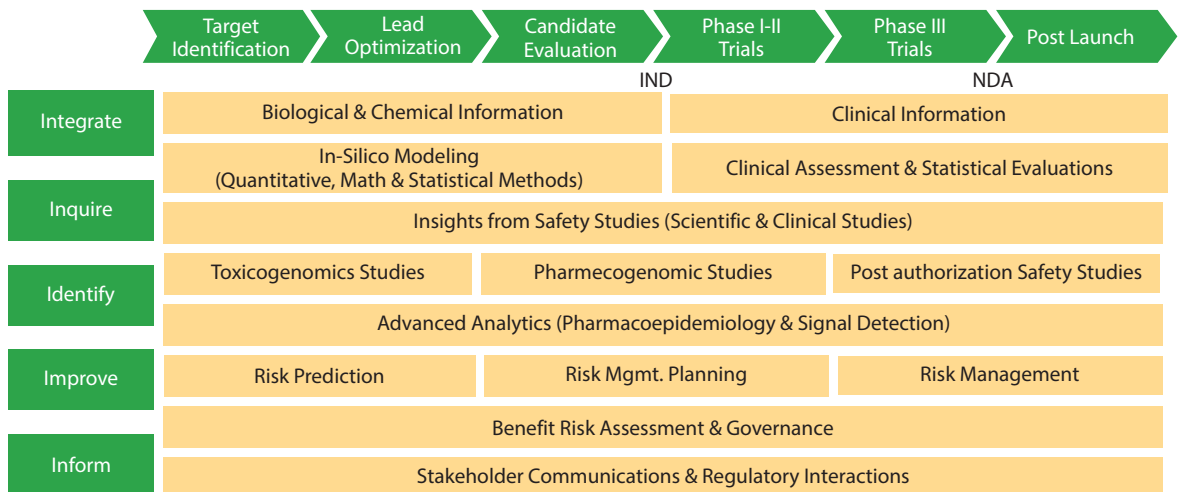 Target
Identification
Lead
Optimization
Candidate
Evaluation
Phase I-II
Trials
Phase III
Trials
Post Launch
IND
NDA
Integrate
Biological & Chemical Information
Clinical Information
In-Silico Modeling
(Quantitative, Math & Statistical Methods)
Clinical Assessment & Statistical Evaluations
Inquire
Insights from Safety Studies (Scientific & Clinical Studies)
Identify
Toxicogenomics Studies
Pharmecogenomic Studies
Post authorization Safety Studies
Advanced Analytics (Pharmacoepidemiology & Signal Detection)
Improve
Risk Prediction
Risk Mgmt. Planning
Risk Management
Benefit Risk Assessment & Governance
Inform
Stakeholder Communications & Regulatory Interactions